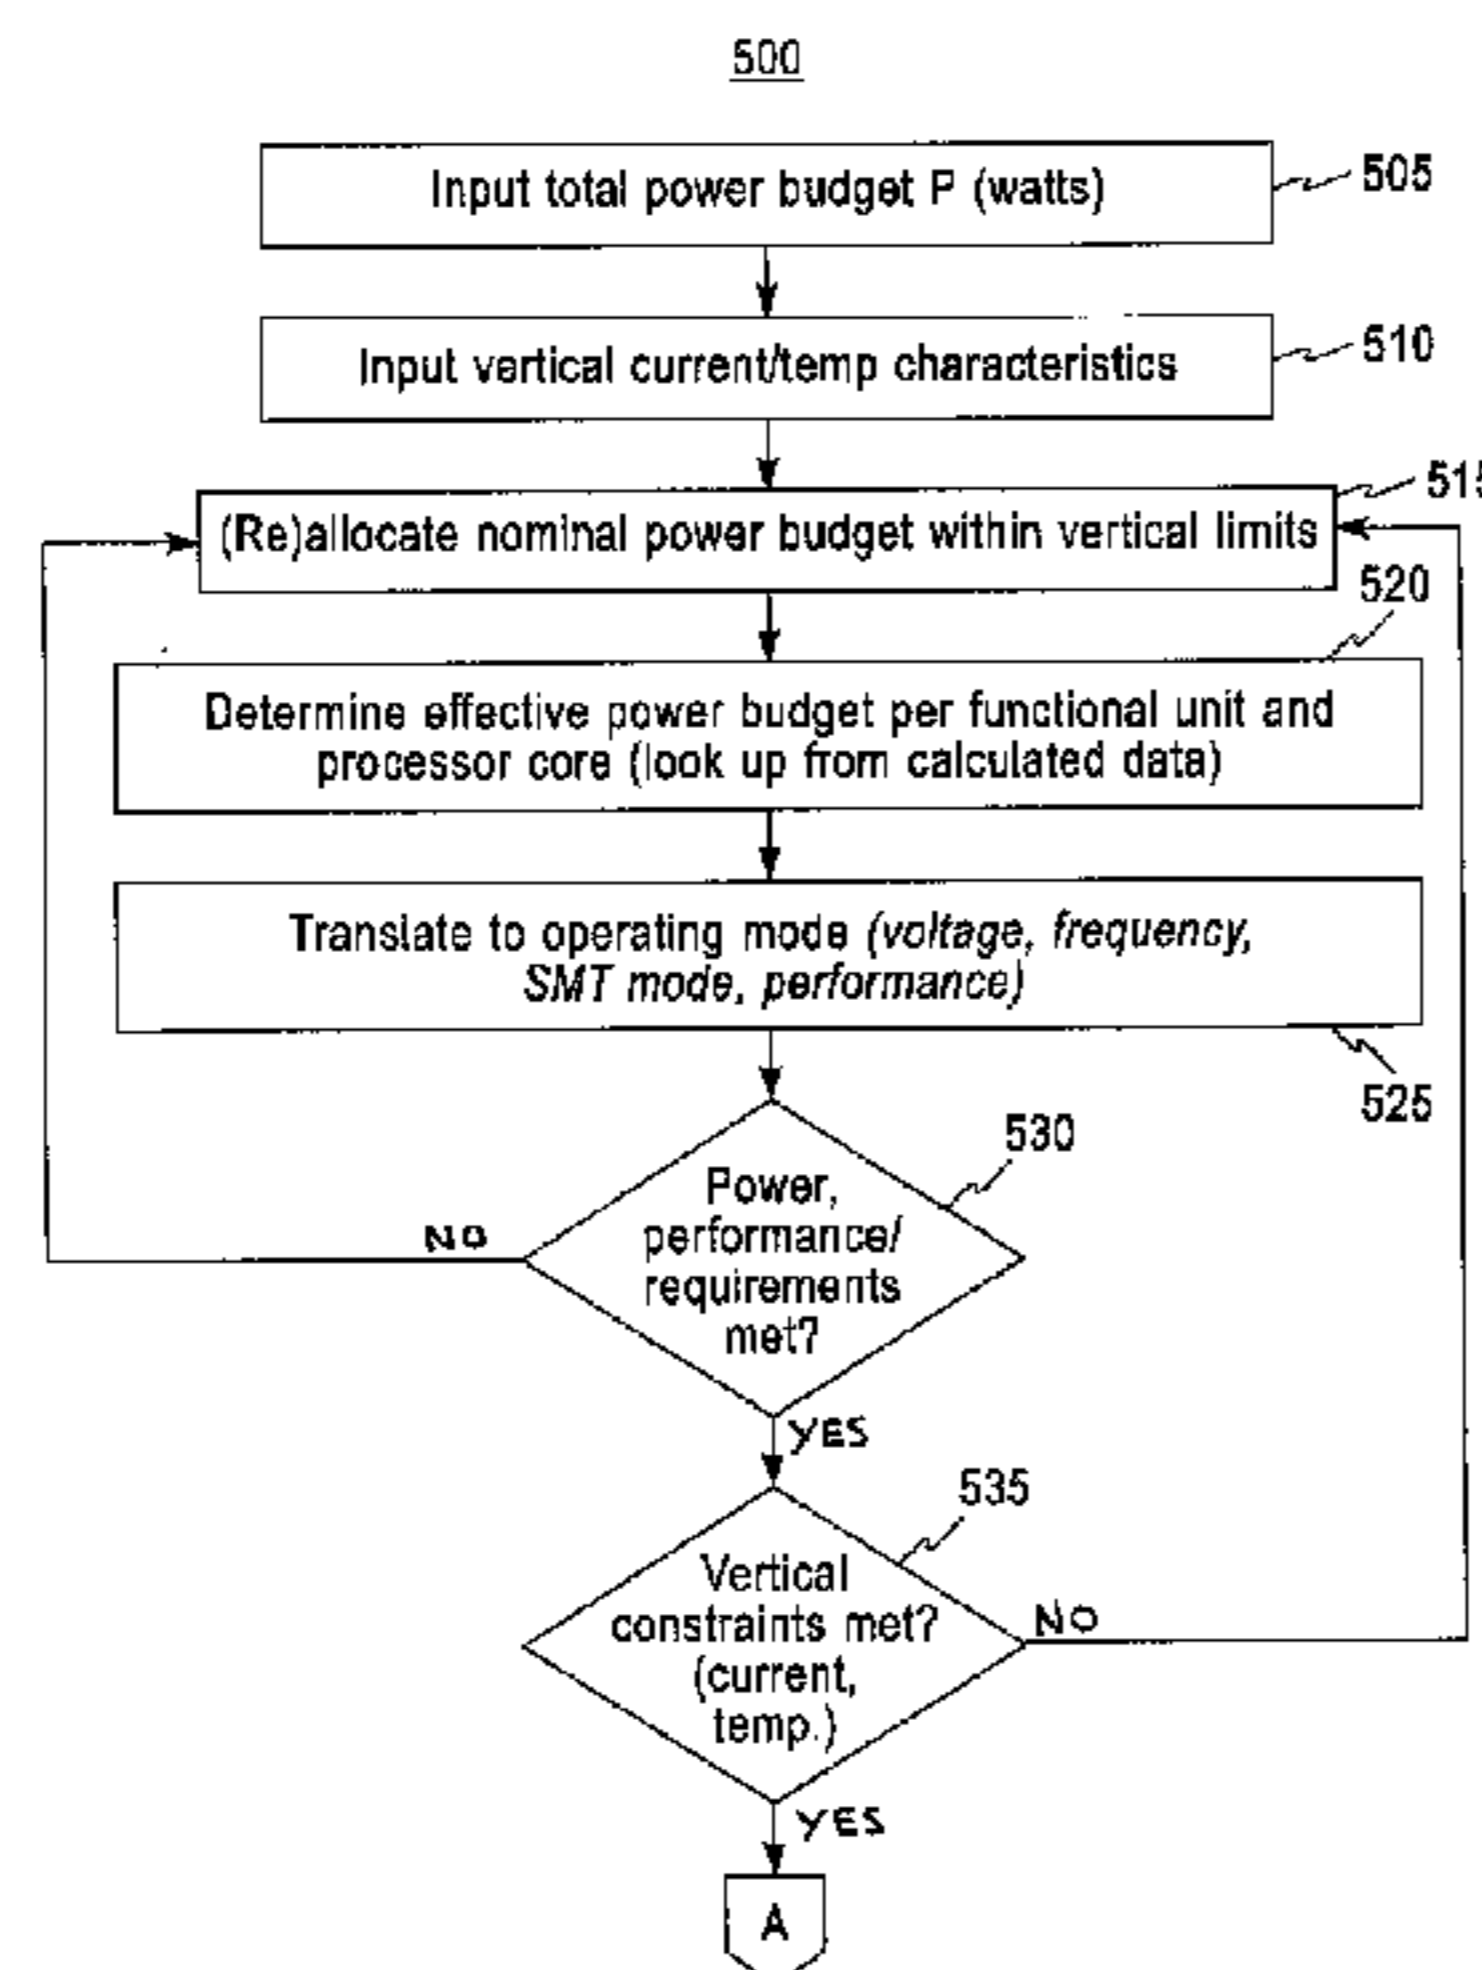 500
Input total power budget P (watts)
505
Input vertical current/temp characteristics
510
515
(Re)allocate nominal power budget within vertical limits
520
Determine effective power budget per functional unit and
processor core (look up from calculated data)
Translate to operating mode (voltage, frequency,
SMT mode, performance)
525
530
Power,
performance/
requirements
met?
NO
YES
535
Vertical
constraints met?
(current,
temp.)
NO
YES
A